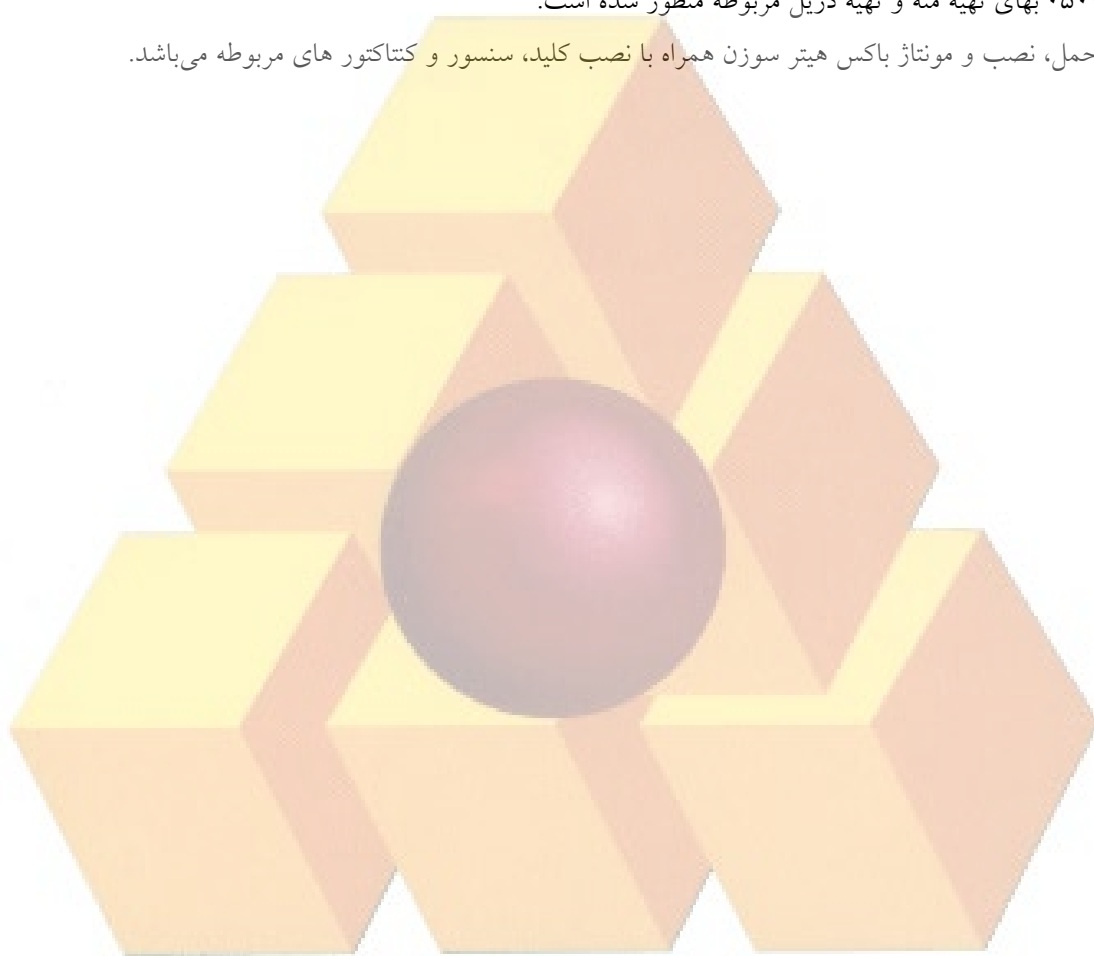 ۰۵۰ بهای تهیه مته و تهیه دریل مربوطه منظور شده است.
حمل، نصب و مونتاژ باکس هیتر سوزن همراه با نصب کلید، سنسور و کنتاکتور های مربوطه می‌باشد.